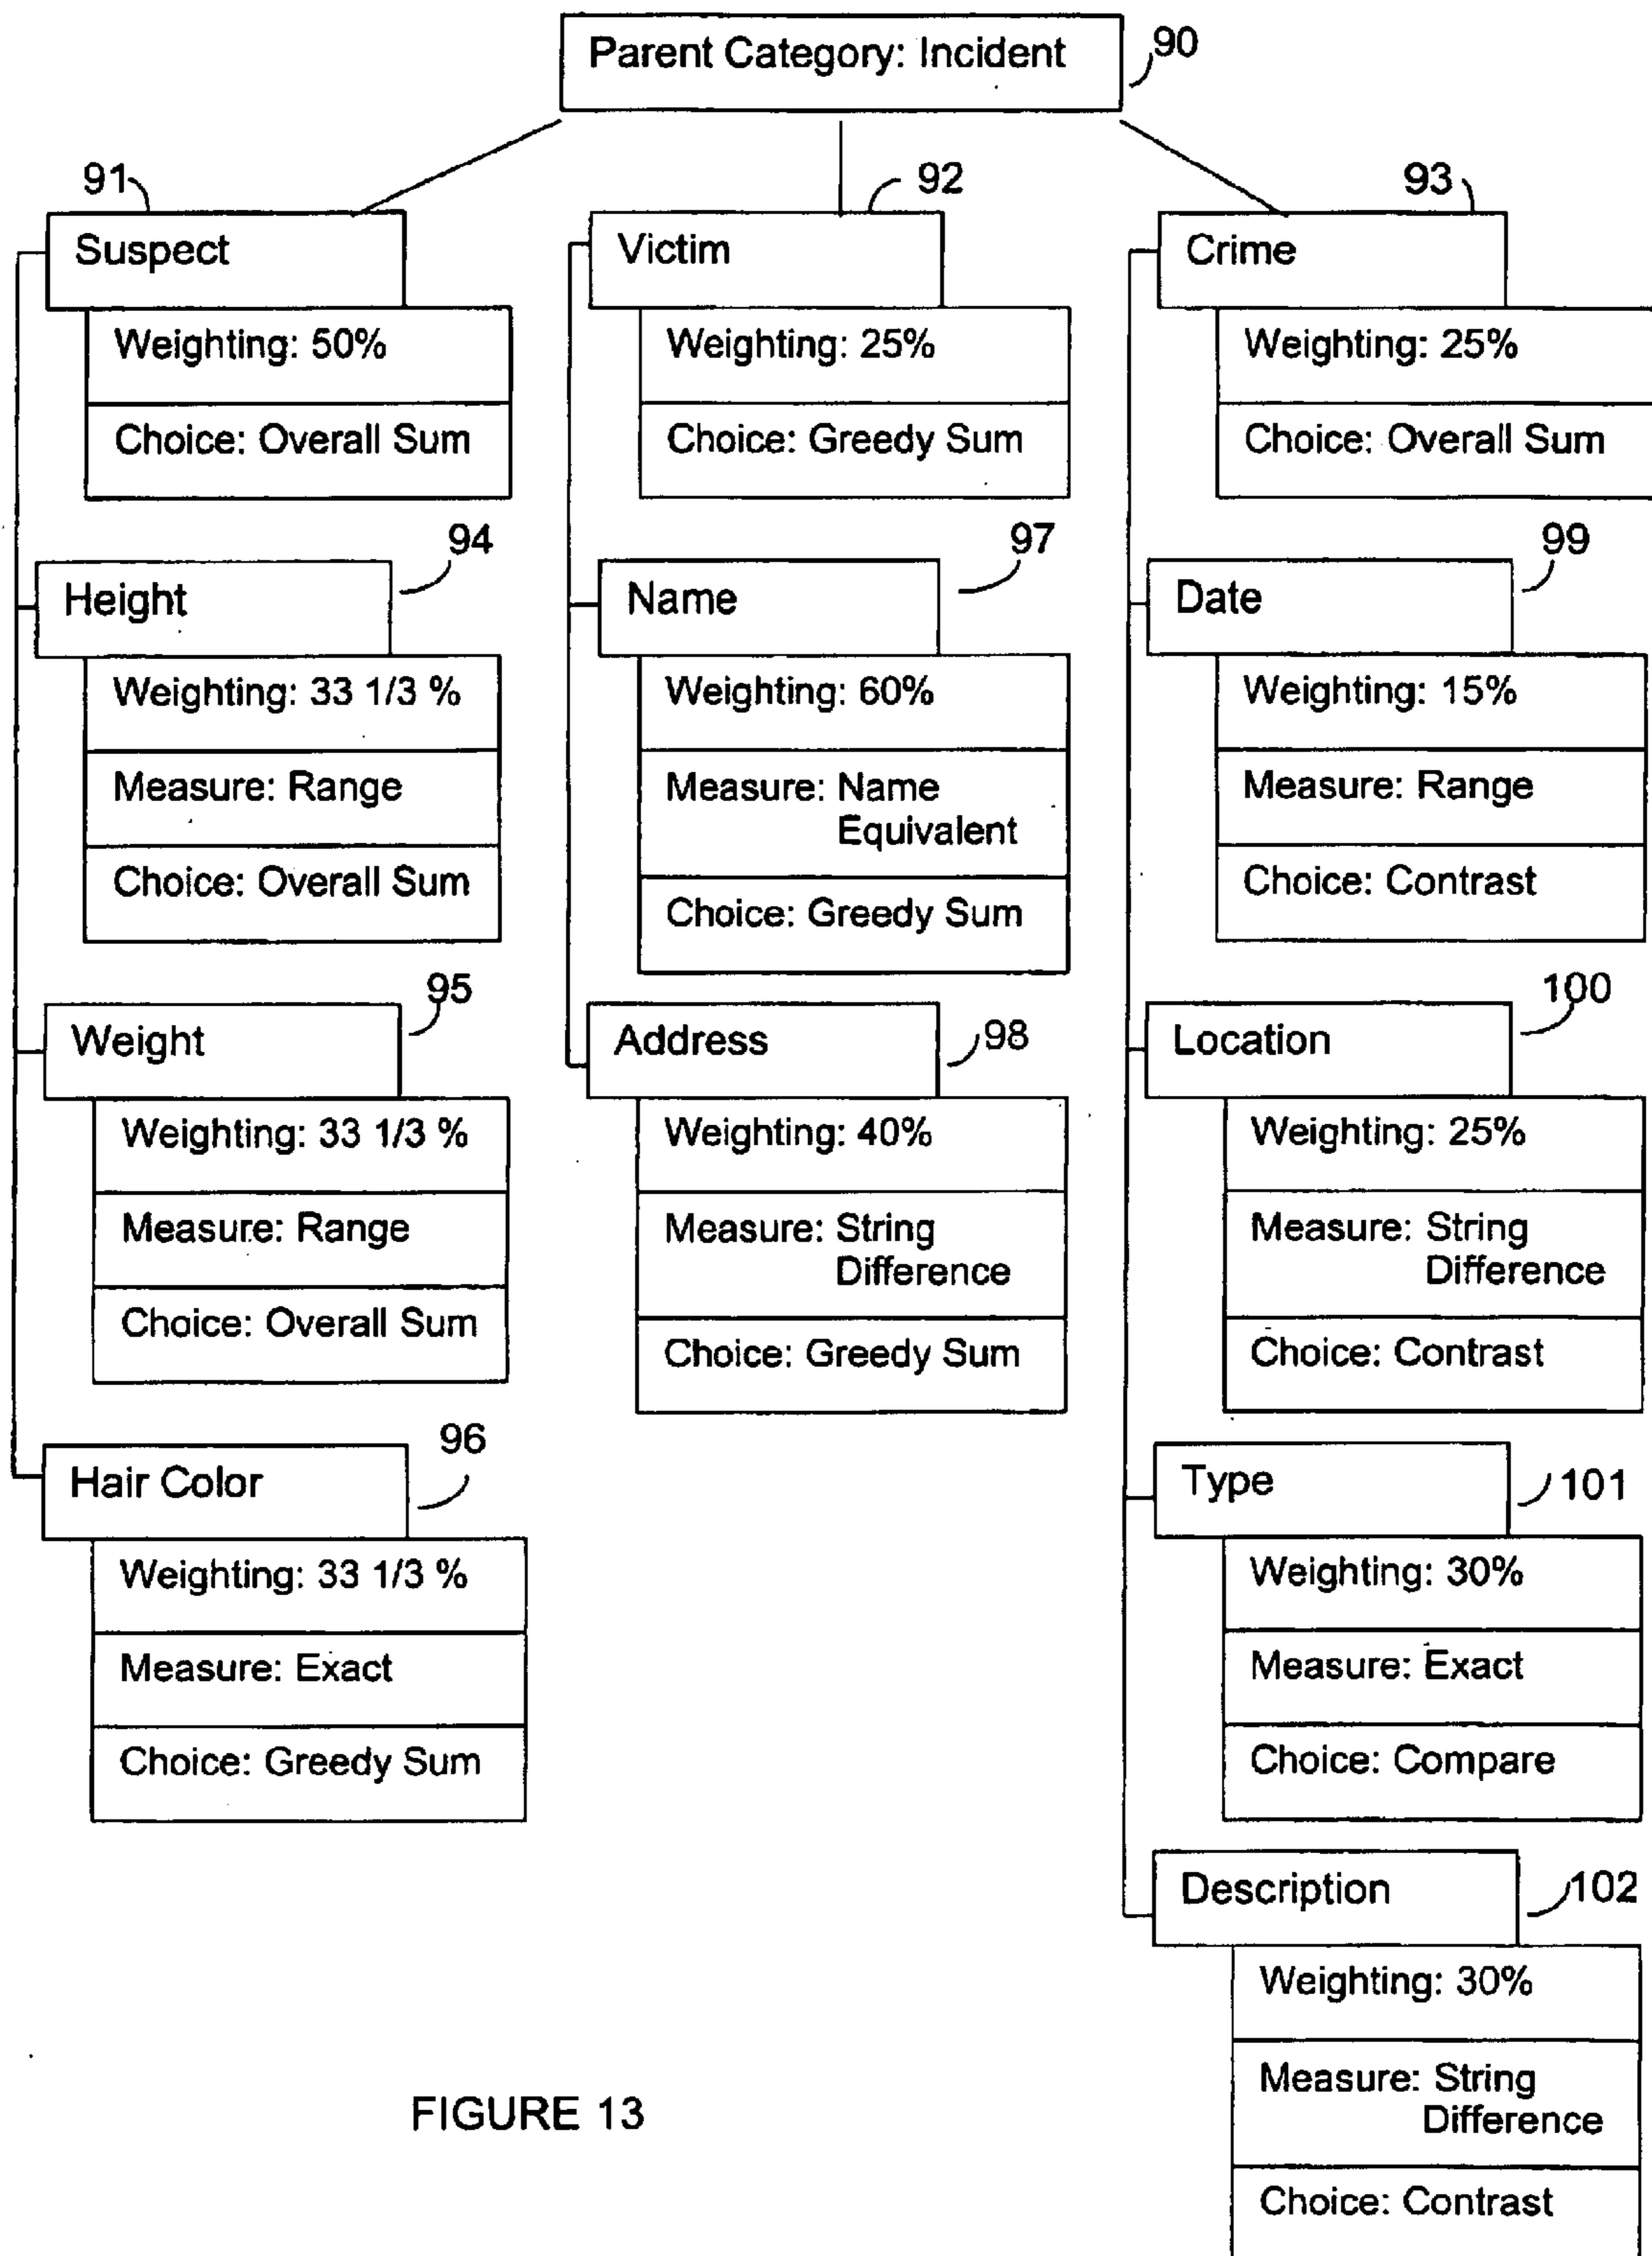 Parent Category: Incident
90
91
Suspect
Weighting: 50%
Choice: Overall Sum
94
Height
Weighting: 33 1/3 %
Measure: Range
Choice: Overall Sum
95
Weight
Weighting: 33 1/3 %
Measure: Range
Choice: Overall Sum
96
Hair Color
Weighting: 33 1/3 %
Measure: Exact
Choice: Greedy Sum
92
Victim
Weighting: 25%
Choice: Greedy Sum
97
Name
Weighting: 60%
Measure: Name
Equivalent
Choice: Greedy Sum
98
Address
Weighting: 40%
Measure: String
Difference
Choice: Greedy Sum
93
Crime
Weighting: 25%
Choice: Overall Sum
99
Date
Weighting: 15%
Measure: Range
Choice: Contrast
100
Location
Weighting: 25%
Measure: String
Difference
Choice: Contrast
101
Type
Weighting: 30%
Measure: Exact
Choice: Compare
102
Description
Weighting: 30%
Measure: String
Difference
Choice: Contrast
FIGURE 13